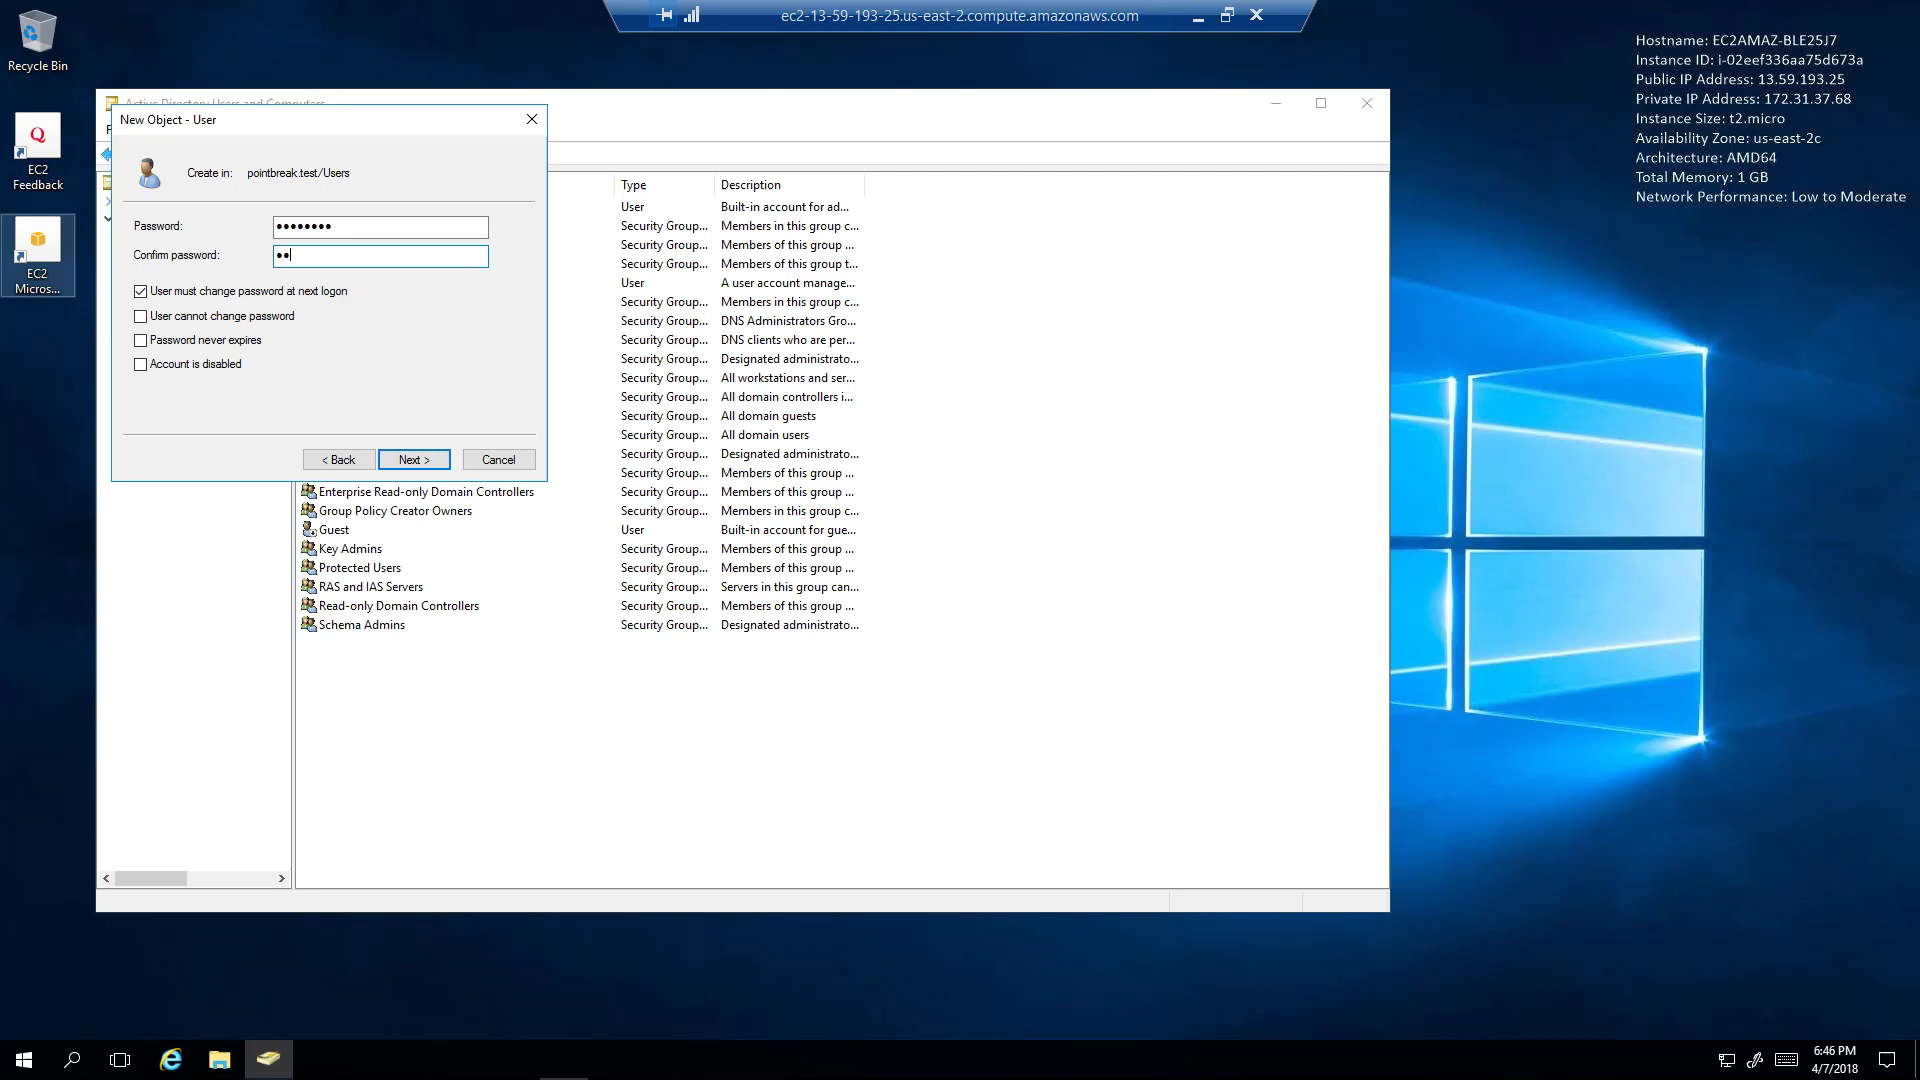 ec2-13-59-193-25.us-east-2.compute.amazonaws.com
Recycle Bin
EC2
Feedback
EC2
Micros...
Hostname: EC2AMAZ-BLE25J7
Instance ID: i-02eef336aa75d673a
Public IP Address: 13.59.193.25
Private IP Address: 172.31.37.68
Instance Size: t2.micro
Availability Zone: us-east-2c
Architecture: AMD64
Total Memory: 1 GB
Network Performance: Low to Moderate
Active Directory Users and Computers
New Object - User
Create in: pointbreak.test/Users
Password:
Confirm password:
User must change password at next logon
User cannot change password
Password never expires
Account is disabled
< Back Next > Cancel
Type Description
User Built-in account for ad...
Security Group... Members in this group c...
Security Group... Members of this group ...
Security Group... Members of this group t...
User A user account manage...
Security Group... Members in this group c...
Security Group... DNS Administrators Gro...
Security Group... DNS clients who are per...
Security Group... Designated administrato...
Security Group... All workstations and ser...
Security Group... All domain controllers i...
Security Group... All domain guests
Security Group... All domain users
Security Group... Designated administrato...
Security Group... Members of this group ...
Enterprise Read-only Domain Controllers Security Group... Members of this group ...
Group Policy Creator Owners Security Group... Members in this group c...
Guest User Built-in account for gue...
Key Admins Security Group... Members of this group ...
Protected Users Security Group... Members of this group ...
RAS and IAS Servers Security Group... Servers in this group can...
Read-only Domain Controllers Security Group... Members of this group ...
Schema Admins Security Group... Designated administrato...
6:46 PM
4/7/2018